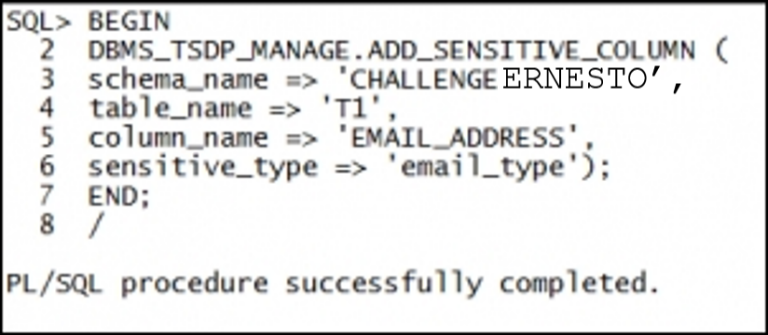 SQL> BEGIN
2 DBMS_TSDP_MANAGE.ADD_SENSITIVE_COLUMN (
3 schema_name => 'CHALLENGEERNESTO’,
4 table_name => 'T1',
5 column_name => 'EMAIL_ADDRESS',
6 sensitive_type => 'email_type');
7 END;
8 /
PL/SQL procedure successfully completed.